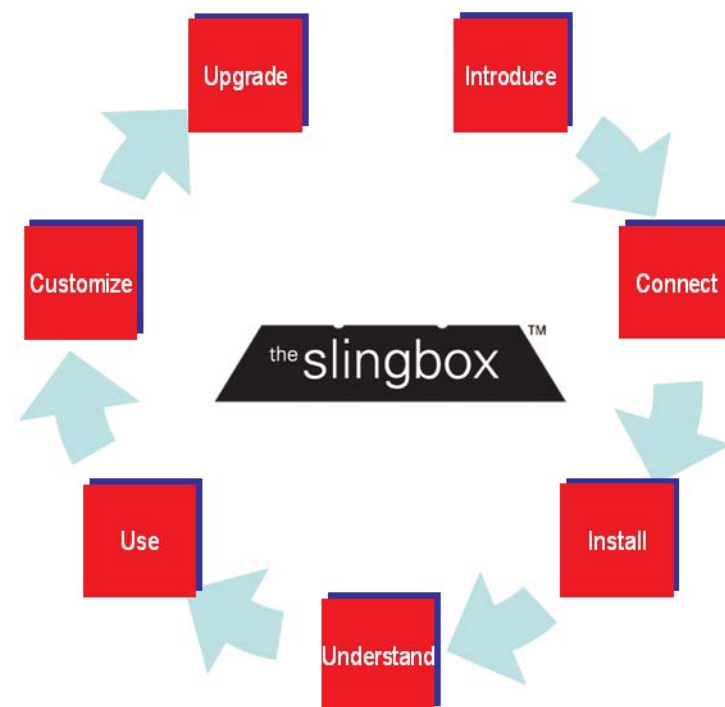 Upgrade
Introduce
Customize
Connect
the slingbox™
Use
Install
Understand